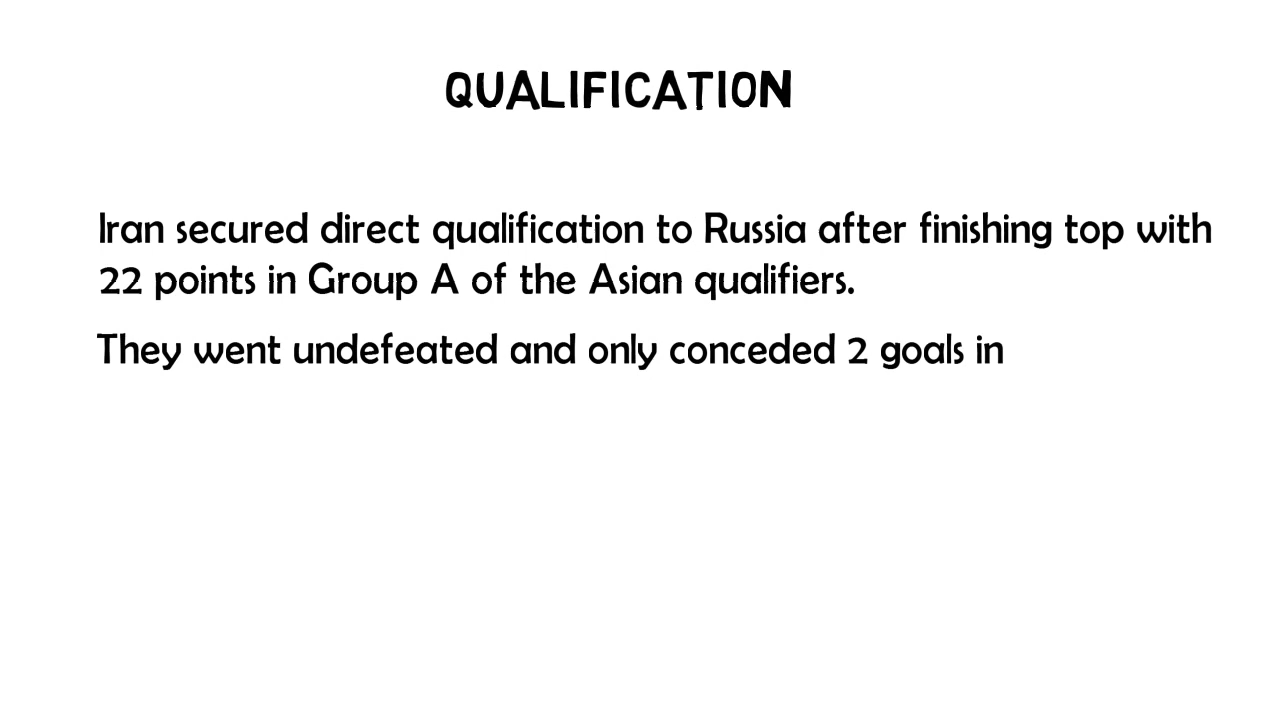 QUALIFICATION
Iran secured direct qualification to Russia after finishing top with
22 points in Group A of the Asian qualifiers.
They went undefeated and only conceded 2 goals in